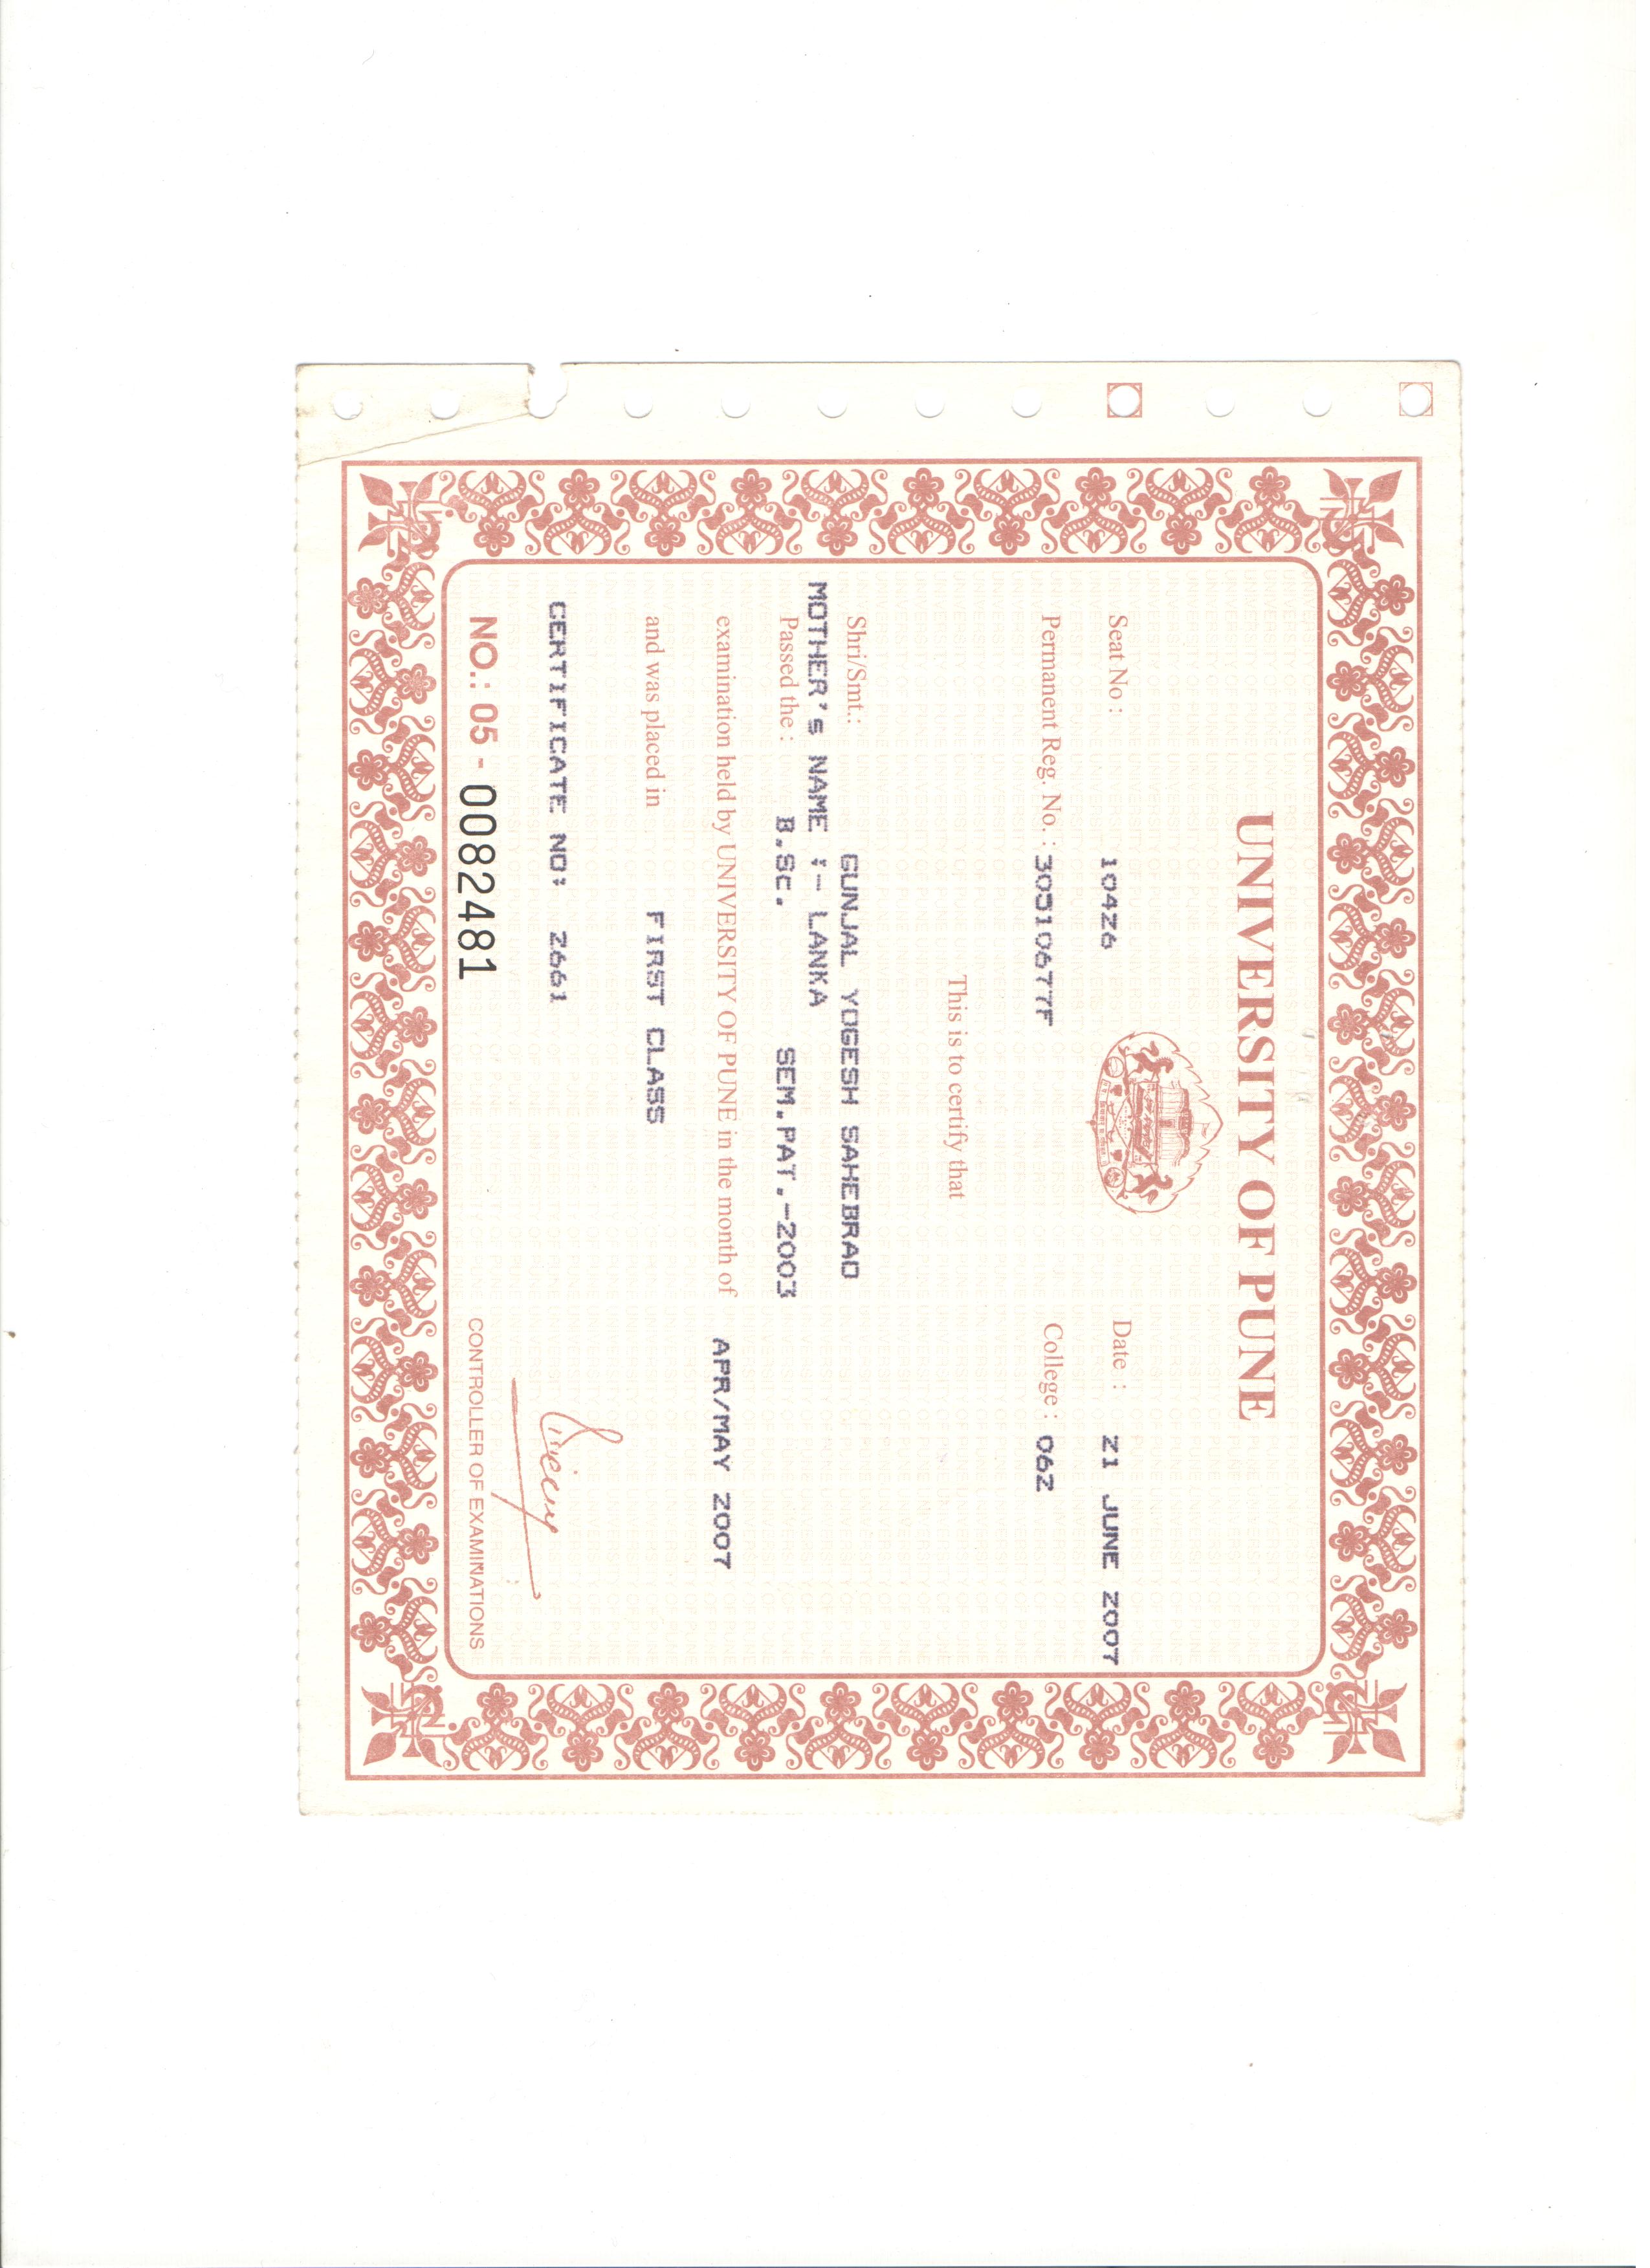 UNIVERSITY OF PUNE
Seat No : 10426 Date : 21 JUNE 2007
Permanent Reg. No. : 305106777F College : 062
This is to certify that
Shri/Smt.: GUNJAL YOGESH SAHEBRAO
MOTHER's NAME :- LANKA
Passed the : B.Sc. SEM.PAT.-2003
examination held by UNIVERSITY OF PUNE in the month of APR/MAY 2007
and was placed in FIRST CLASS
CERTIFICATE NO: 2661
NO.: 05 - 0082481 CONTROLLER OF EXAMINATIONS